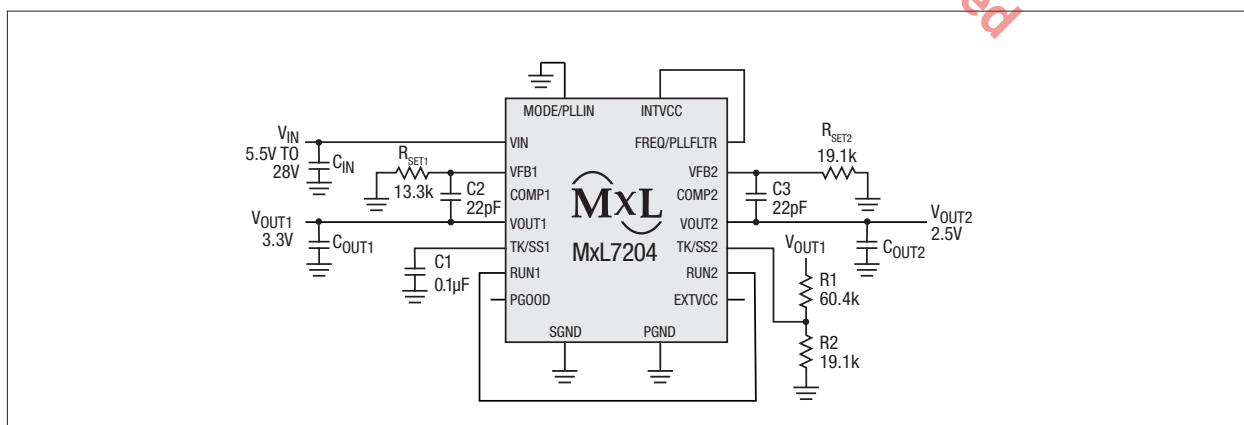 ed
MODE/PLLIN
INTVCC
VIN
5.5V TO
28V
CIN
VIN
FREQ/PLLFLTR
RSET2
19.1k
RSET1
13.3k
VFB1
VFB2
C2
22pF
COMP1
COMP2
C3
22pF
MXL
MxL7204
VOUT1
3.3V
VOUT1
VOUT2
VOUT2
2.5V
COUT1
COUT2
TK/SS1
TK/SS2
VOUT1
C1
0.1µF
RUN1
RUN2
R1
60.4k
PGOOD
EXTVCC
SGND
PGND
R2
19.1k